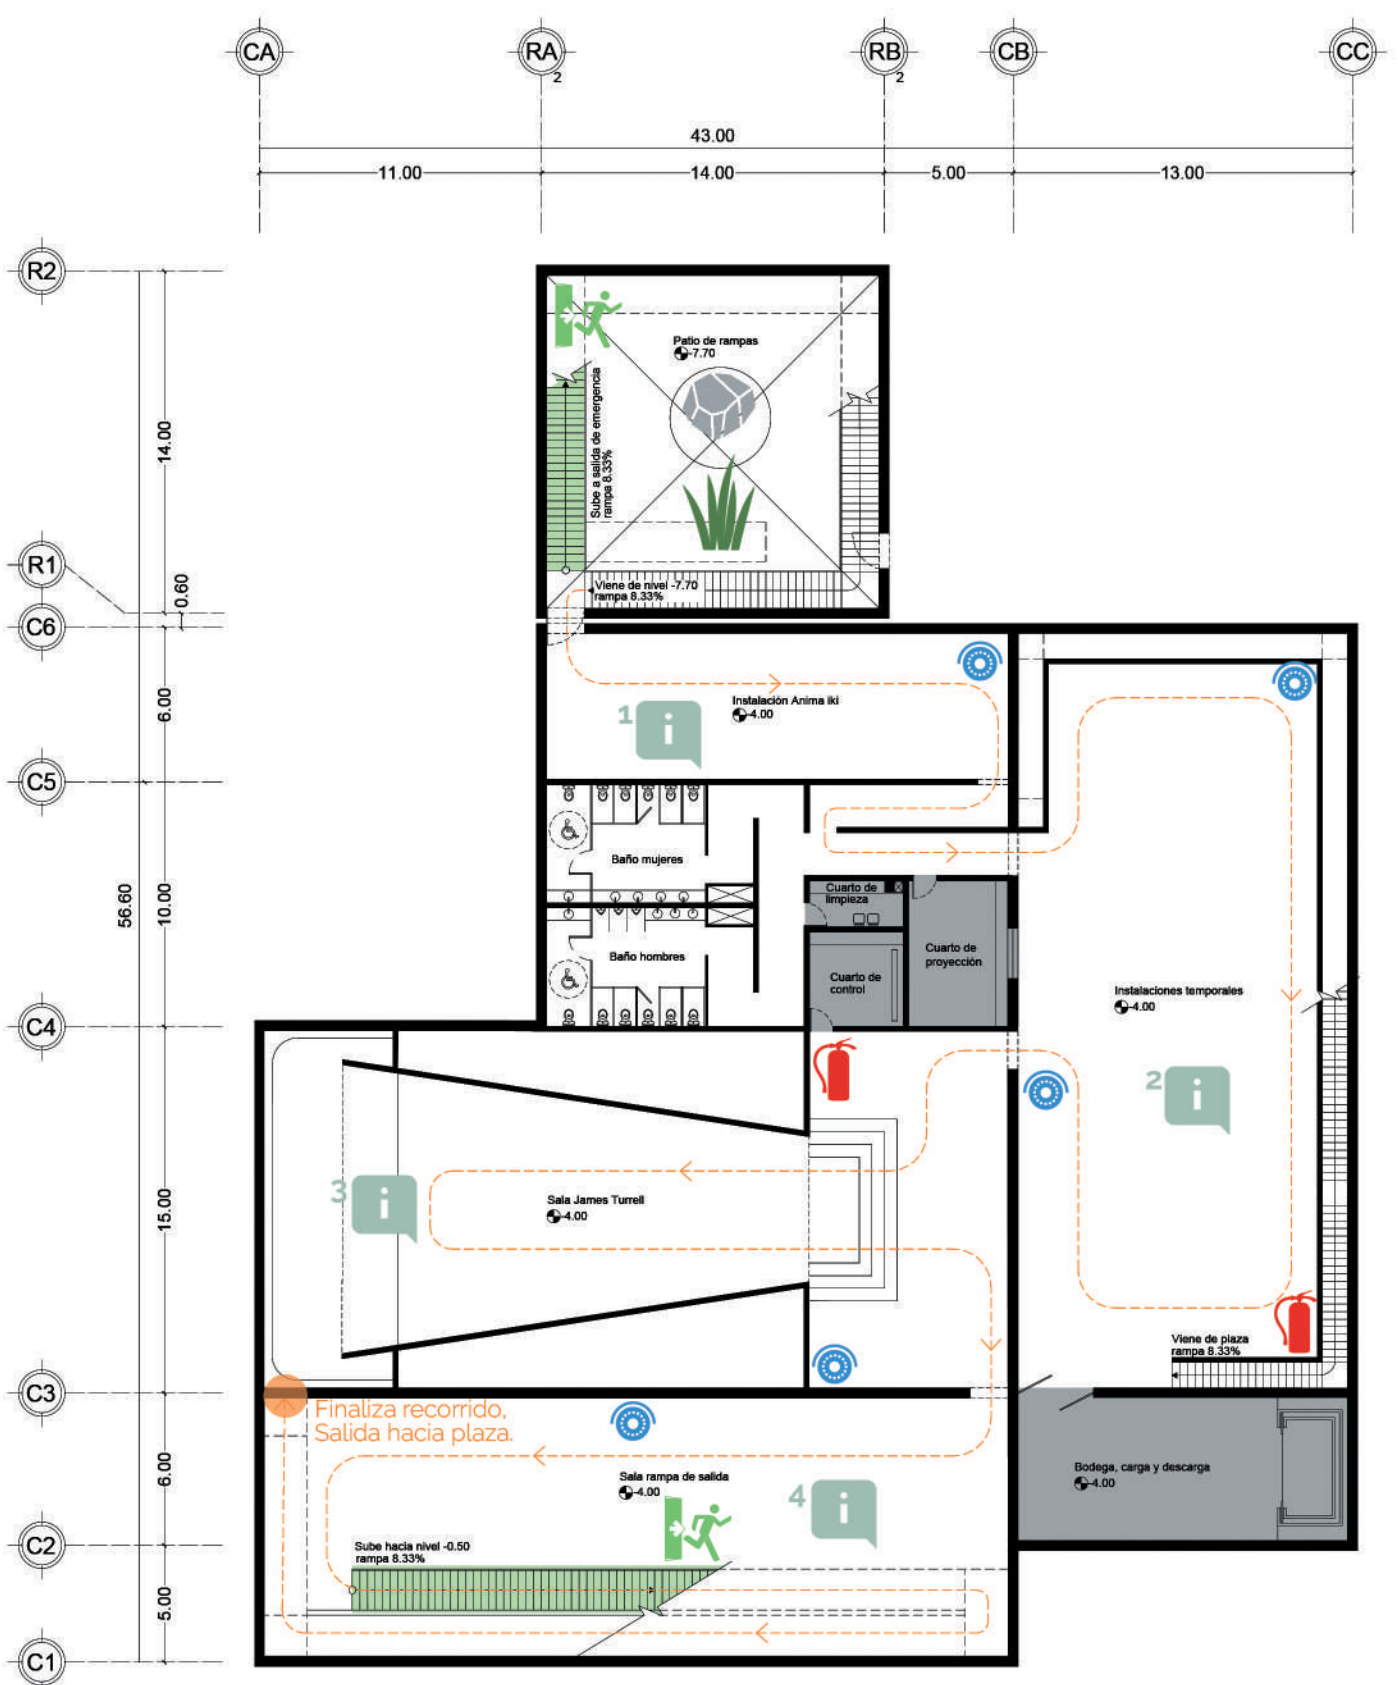 CA
RA
2
RB
2
CB
CC
43.00
11.00
14.00
5.00
13.00
R2
14.00
R1
0.60
C6
6.00
C5
56.60
10.00
C4
15.00
C3
6.00
C2
5.00
C1
Patio de rampas
-7.70
Sube a salida de emergencia
rampa 8.33%
Viene de nivel -7.70
rampa 8.33%
Instalación Anima iki
-4.00
1
i
Baño mujeres
Baño hombres
Cuarto de
limpieza
Cuarto de
control
Cuarto de
proyección
Instalaciones temporales
-4.00
2
i
3
i
Sala James Turrell
-4.00
Viene de plaza
rampa 8.33%
Finaliza recorrido,
Salida hacia plaza.
Sala rampa de salida
-4.00
4
i
Bodega, carga y descarga
-4.00
Sube hacia nivel -0.50
rampa 8.33%